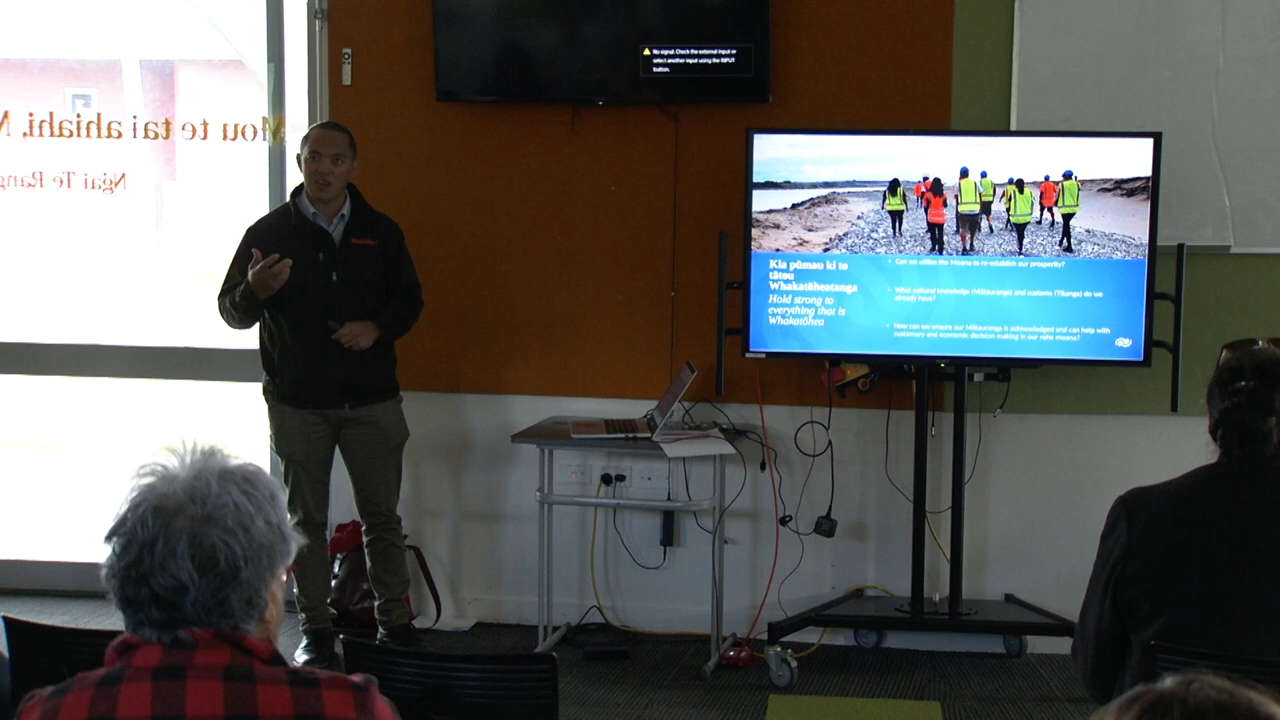 Mou te tai ahiahi,
Ngai Te Rang
No signal. Check the external input or
select another input using the INPUT
button.
Kia pūmau ki to
tātou
Whakatōheatanga
Hold strong to
everything that is
Whakatōhea
• Can we utilize the Moana to re-establish our prosperity?
• What cultural knowledge (Mātauranga) and customs (Tikanga) do we
already have?
• How can we ensure our Mātauranga is acknowledged and can help with
customary and economic decision making in our rohe moana?